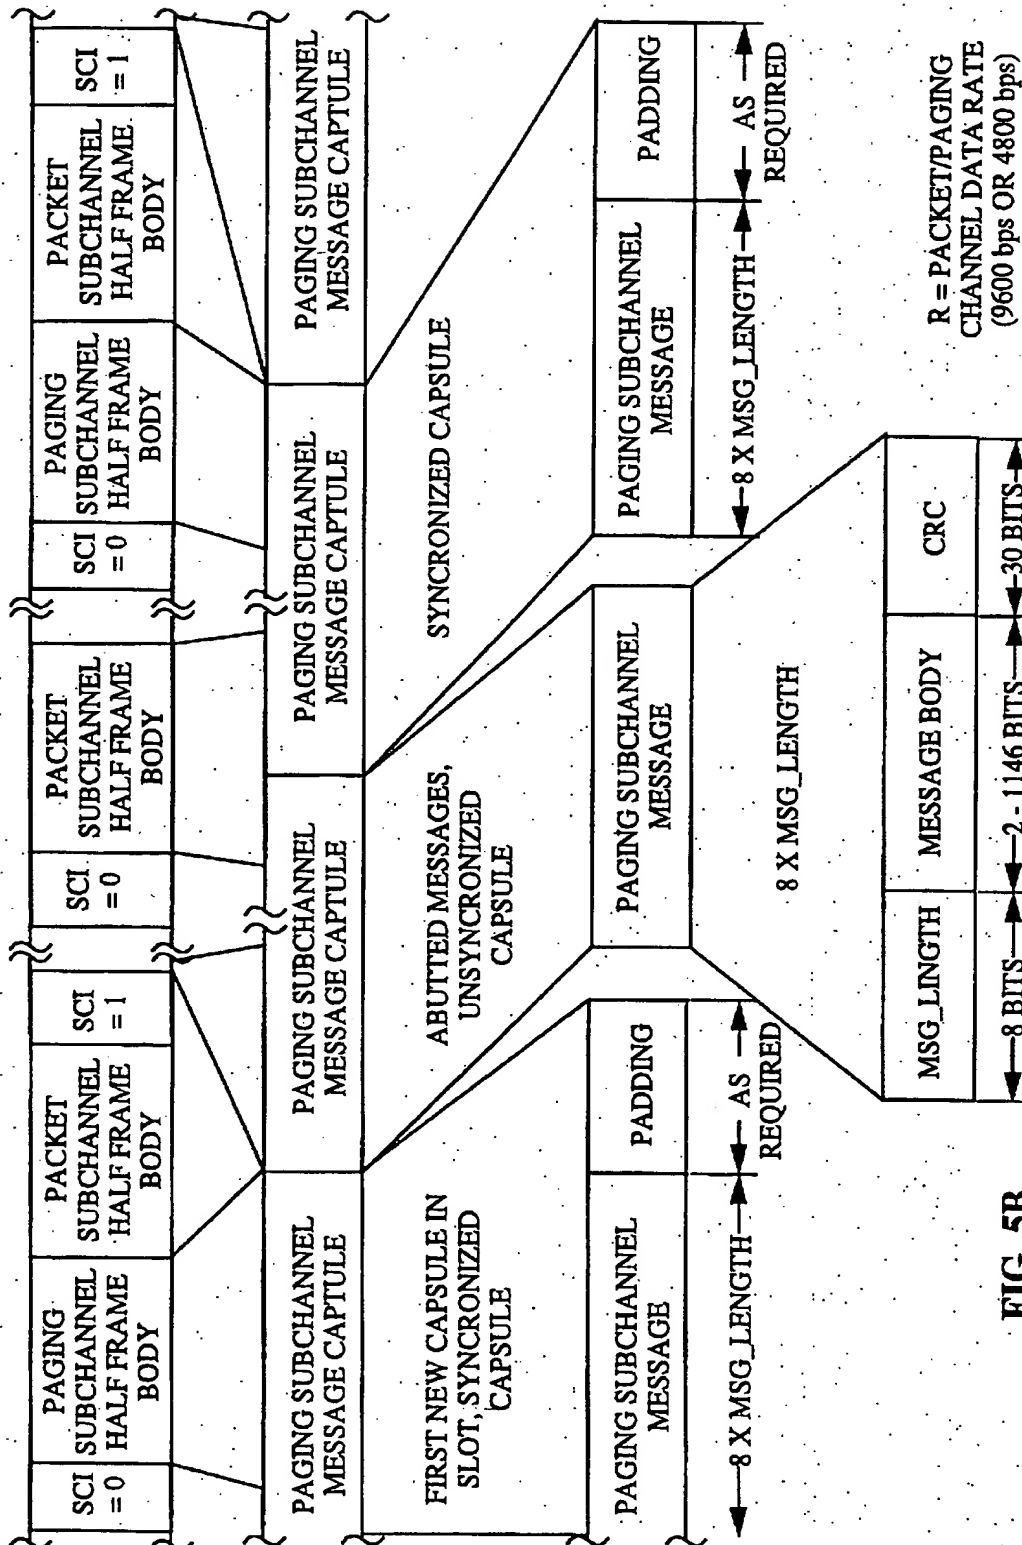 SCI
= 0
PAGING
SUBCHANNEL
HALF FRAME
BODY
PACKET
SUBCHANNEL
HALF FRAME
BODY
SCI
= 1
SCI
= 0
PACKET
SUBCHANNEL
HALF FRAME
BODY
SCI
= 0
PAGING
SUBCHANNEL
HALF FRAME
BODY
PACKET
SUBCHANNEL
HALF FRAME
BODY
SCI
= 1
PAGING SUBCHANNEL
MESSAGE CAPTULE
PAGING SUBCHANNEL
MESSAGE CAPTULE
PAGING SUBCHANNEL
MESSAGE CAPTULE
PAGING SUBCHANNEL
MESSAGE CAPTULE
FIRST NEW CAPSULE IN
SLOT, SYNCRONIZED
CAPSULE
ABUTTED MESSAGES,
UNSYNCRONIZED
CAPSULE
SYNCRONIZED CAPSULE
PAGING SUBCHANNEL
MESSAGE
PADDING
PAGING SUBCHANNEL
MESSAGE
PAGING SUBCHANNEL
MESSAGE
PADDING
8 X MSG_LENGTH
AS
REQUIRED
8 X MSG_LENGTH
AS
REQUIRED
8 X MSG_LENGTH
MSG_LINGTH
MESSAGE BODY
CRC
8 BITS
2 - 1146 BITS
30 BITS
R = PACKET/PAGING
CHANNEL DATA RATE
(9600 bps OR 4800 bps)
FIG. 5B